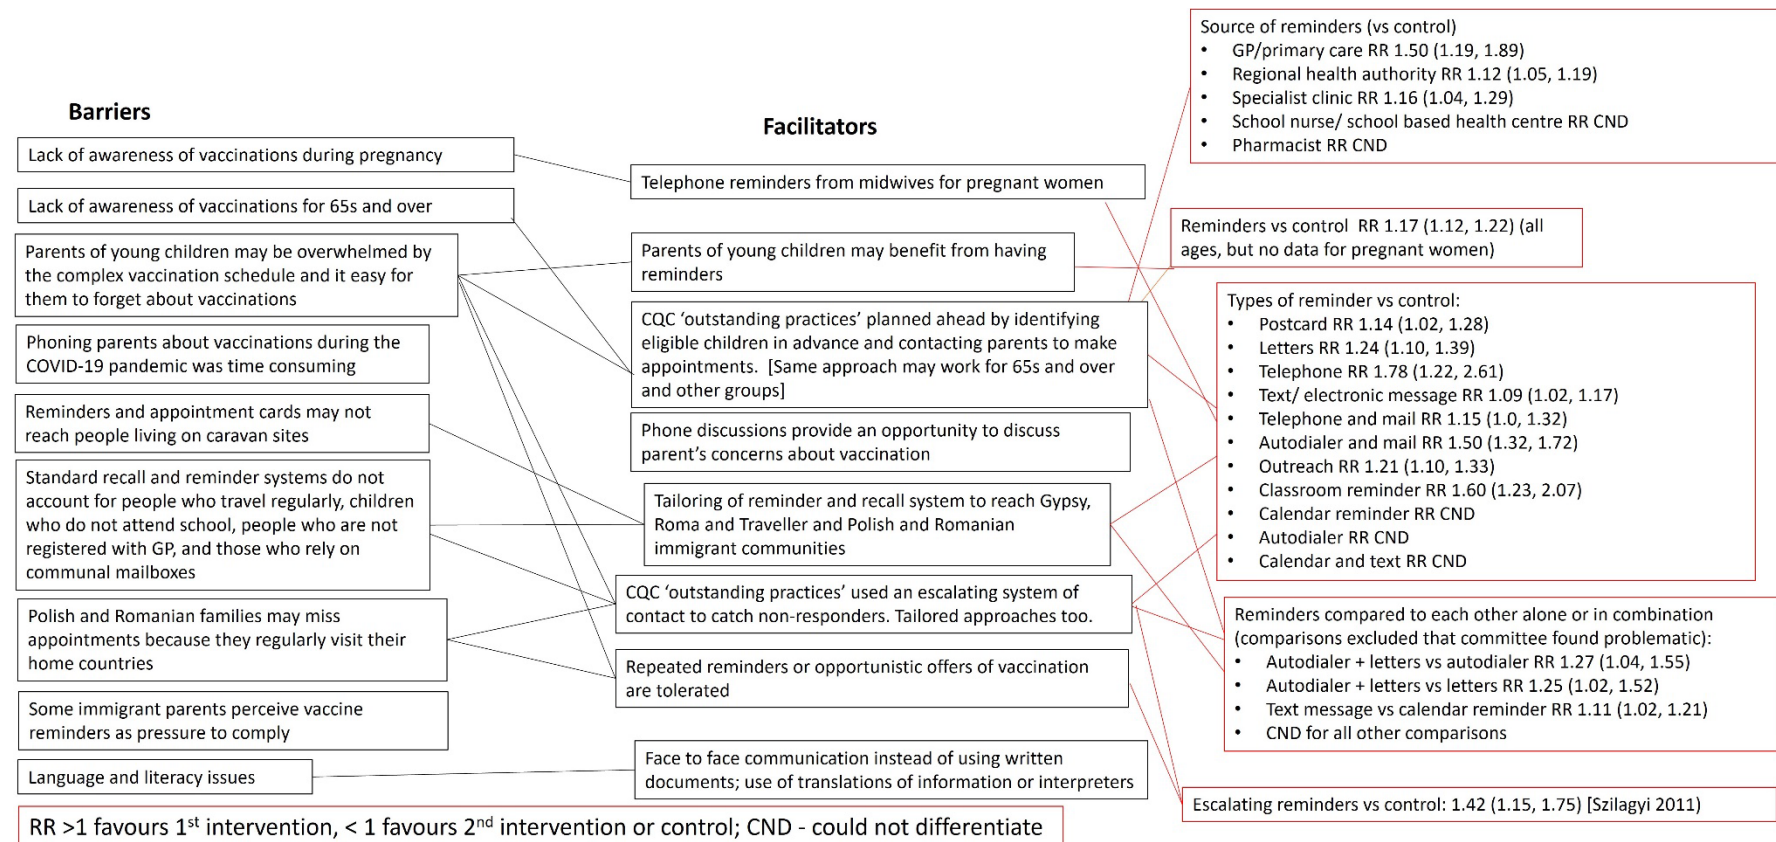 Barriers
Lack of awareness of vaccinations during pregnancy
Lack of awareness of vaccinations for 65s and over
Parents of young children may be overwhelmed by
the complex vaccination schedule and it easy for
them to forget about vaccinations
Phoning parents about vaccinations during the
COVID-19 pandemic was time consuming
Reminders and appointment cards may not
reach people living on caravan sites
Standard recall and reminder systems do not
account for people who travel regularly, children
who do not attend school, people who are not
registered with GP, and those who rely on
communal mailboxes
Polish and Romanian families may miss
appointments because they regularly visit their
home countries
Some immigrant parents perceive vaccine
reminders as pressure to comply
Language and literacy issues
Facilitators
Telephone reminders from midwives for pregnant women
Parents of young children may benefit from having
reminders
CQC ‘outstanding practices’ planned ahead by identifying
eligible children in advance and contacting parents to make
appointments.  [Same approach may work for 65s and over
and other groups]
Phone discussions provide an opportunity to discuss
parent’s concerns about vaccination
Tailoring of reminder and recall system to reach Gypsy,
Roma and Traveller and Polish and Romanian
immigrant communities
CQC ‘outstanding practices’ used an escalating system of
contact to catch non-responders. Tailored approaches too.
Repeated reminders or opportunistic offers of vaccination
are tolerated
Face to face communication instead of using written
documents; use of translations of information or interpreters
Source of reminders (vs control)
• GP/primary care RR 1.50 (1.19, 1.89)
• Regional health authority RR 1.12 (1.05, 1.19)
• Specialist clinic RR 1.16 (1.04, 1.29)
• School nurse/ school based health centre RR CND
• Pharmacist RR CND
Reminders vs control  RR 1.17 (1.12, 1.22) (all
ages, but no data for pregnant women)
Types of reminder vs control:
• Postcard RR 1.14 (1.02, 1.28)
• Letters RR 1.24 (1.10, 1.39)
• Telephone RR 1.78 (1.22, 2.61)
• Text/ electronic message RR 1.09 (1.02, 1.17)
• Telephone and mail RR 1.15 (1.0, 1.32)
• Autodialer and mail RR 1.50 (1.32, 1.72)
• Outreach RR 1.21 (1.10, 1.33)
• Classroom reminder RR 1.60 (1.23, 2.07)
• Calendar reminder RR CND
• Autodialer RR CND
• Calendar and text RR CND
Reminders compared to each other alone or in combination
(comparisons excluded that committee found problematic):
• Autodialer + letters vs autodialer RR 1.27 (1.04, 1.55)
• Autodialer + letters vs letters RR 1.25 (1.02, 1.52)
• Text message vs calendar reminder RR 1.11 (1.02, 1.21)
• CND for all other comparisons
Escalating reminders vs control: 1.42 (1.15, 1.75) [Szilagyi 2011)
RR >1 favours 1st intervention, < 1 favours 2nd intervention or control; CND - could not differentiate